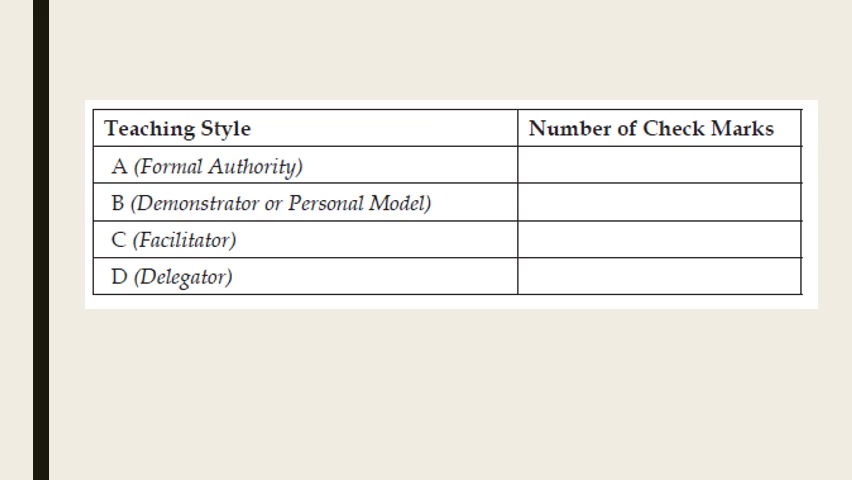 Teaching Style Number of Check Marks
A (Formal Authority)
B (Demonstrator or Personal Model)
C (Facilitator)
D (Delegator)